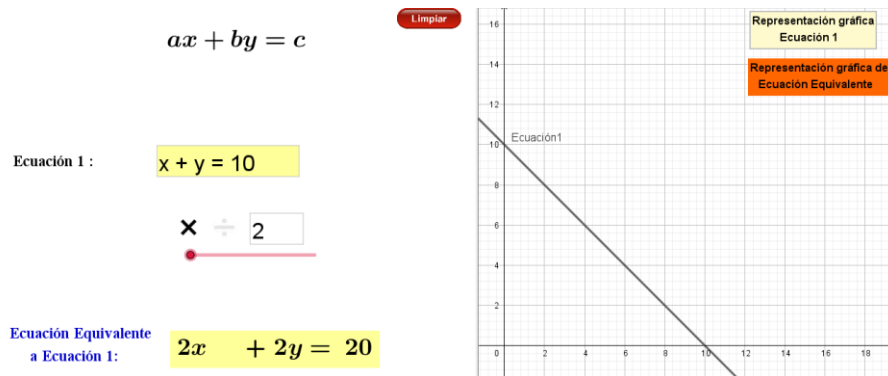 Limpiar
ax + by = c
Ecuación 1 :
x + y = 10
× ÷ 2
Ecuación Equivalente
a Ecuación 1:
2x + 2y = 20
Representación gráfica
Ecuación 1
Representación gráfica de
Ecuación Equivalente
Ecuación1
16
14
12
10
8
6
4
2
0 2 4 6 8 10 12 14 16 18